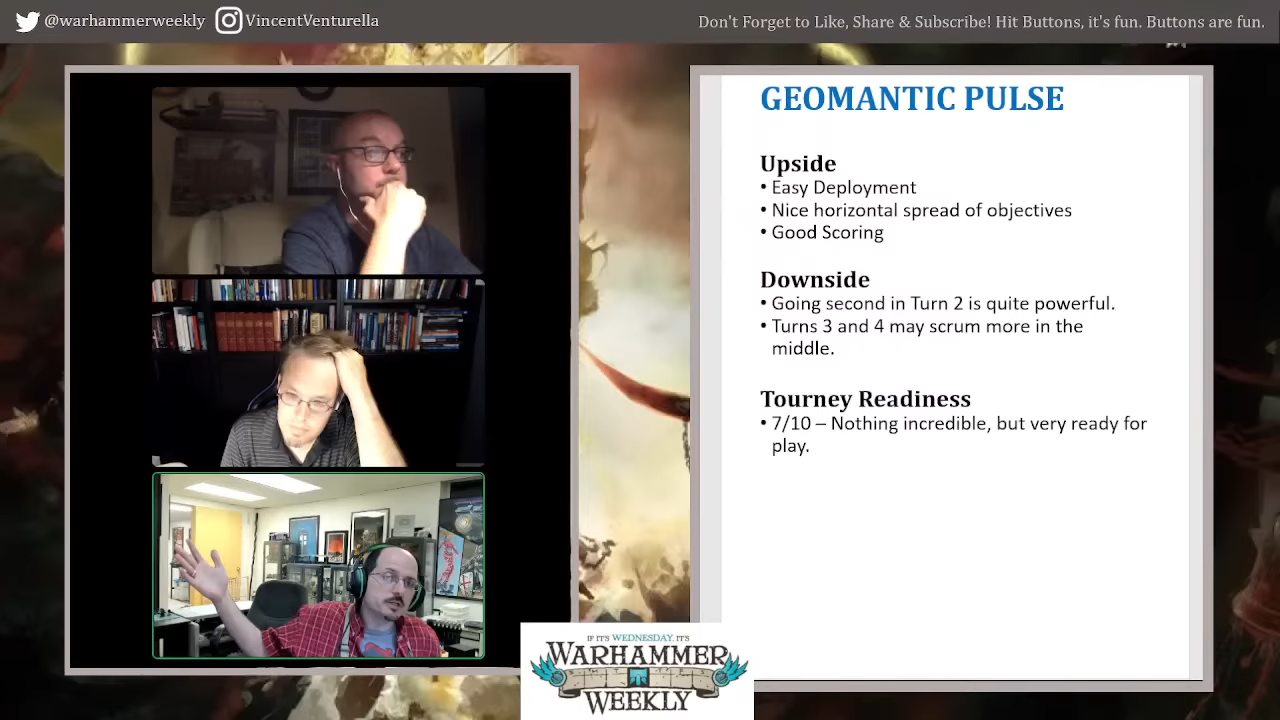 @warhammerweekly VincentVenturella
Don't Forget to Like, Share & Subscribe! Hit Buttons, it's fun. Buttons are fun.
GEOMANTIC PULSE
Upside
• Easy Deployment
• Nice horizontal spread of objectives
• Good Scoring
Downside
• Going second in Turn 2 is quite powerful.
• Turns 3 and 4 may scrum more in the
middle.
Tourney Readiness
• 7/10 – Nothing incredible, but very ready for
play.
IF IT'S WEDNESDAY, IT'S
WARHAMMER
WEEKLY